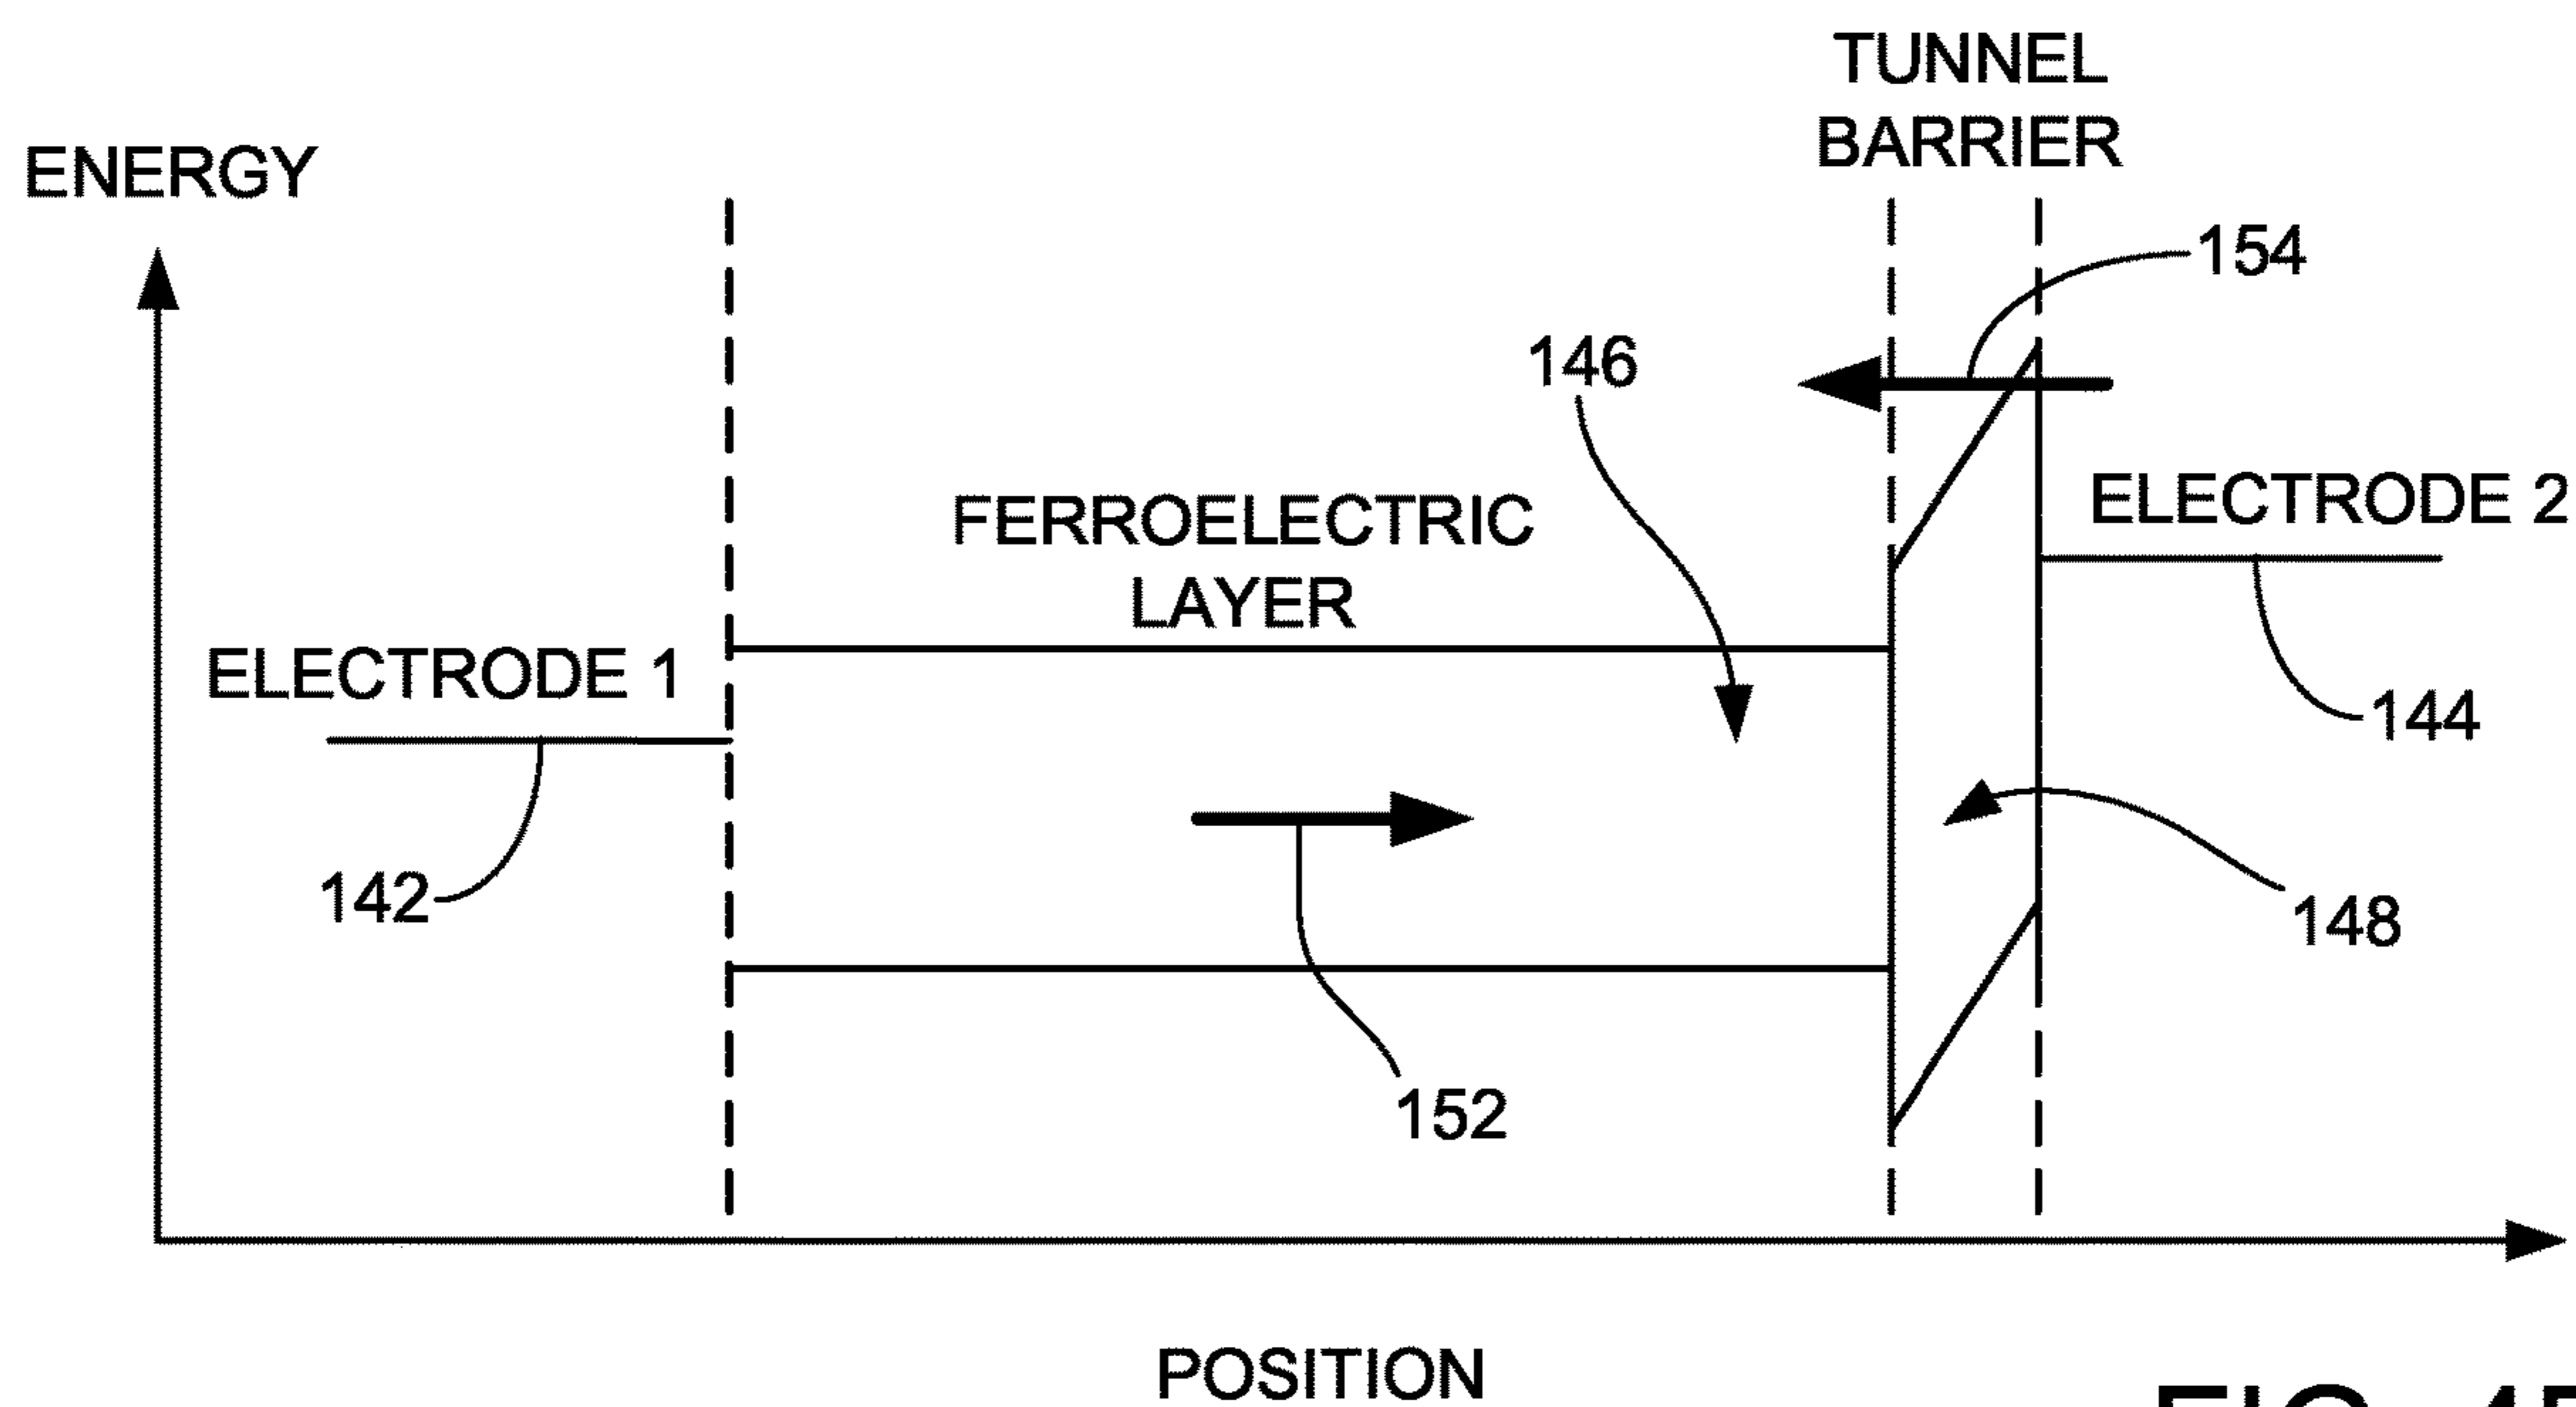 TUNNEL
BARRIER
ENERGY
154
146
ELECTRODE 2
FERROELECTRIC
LAYER
ELECTRODE 1
144
142
148
152
POSITION